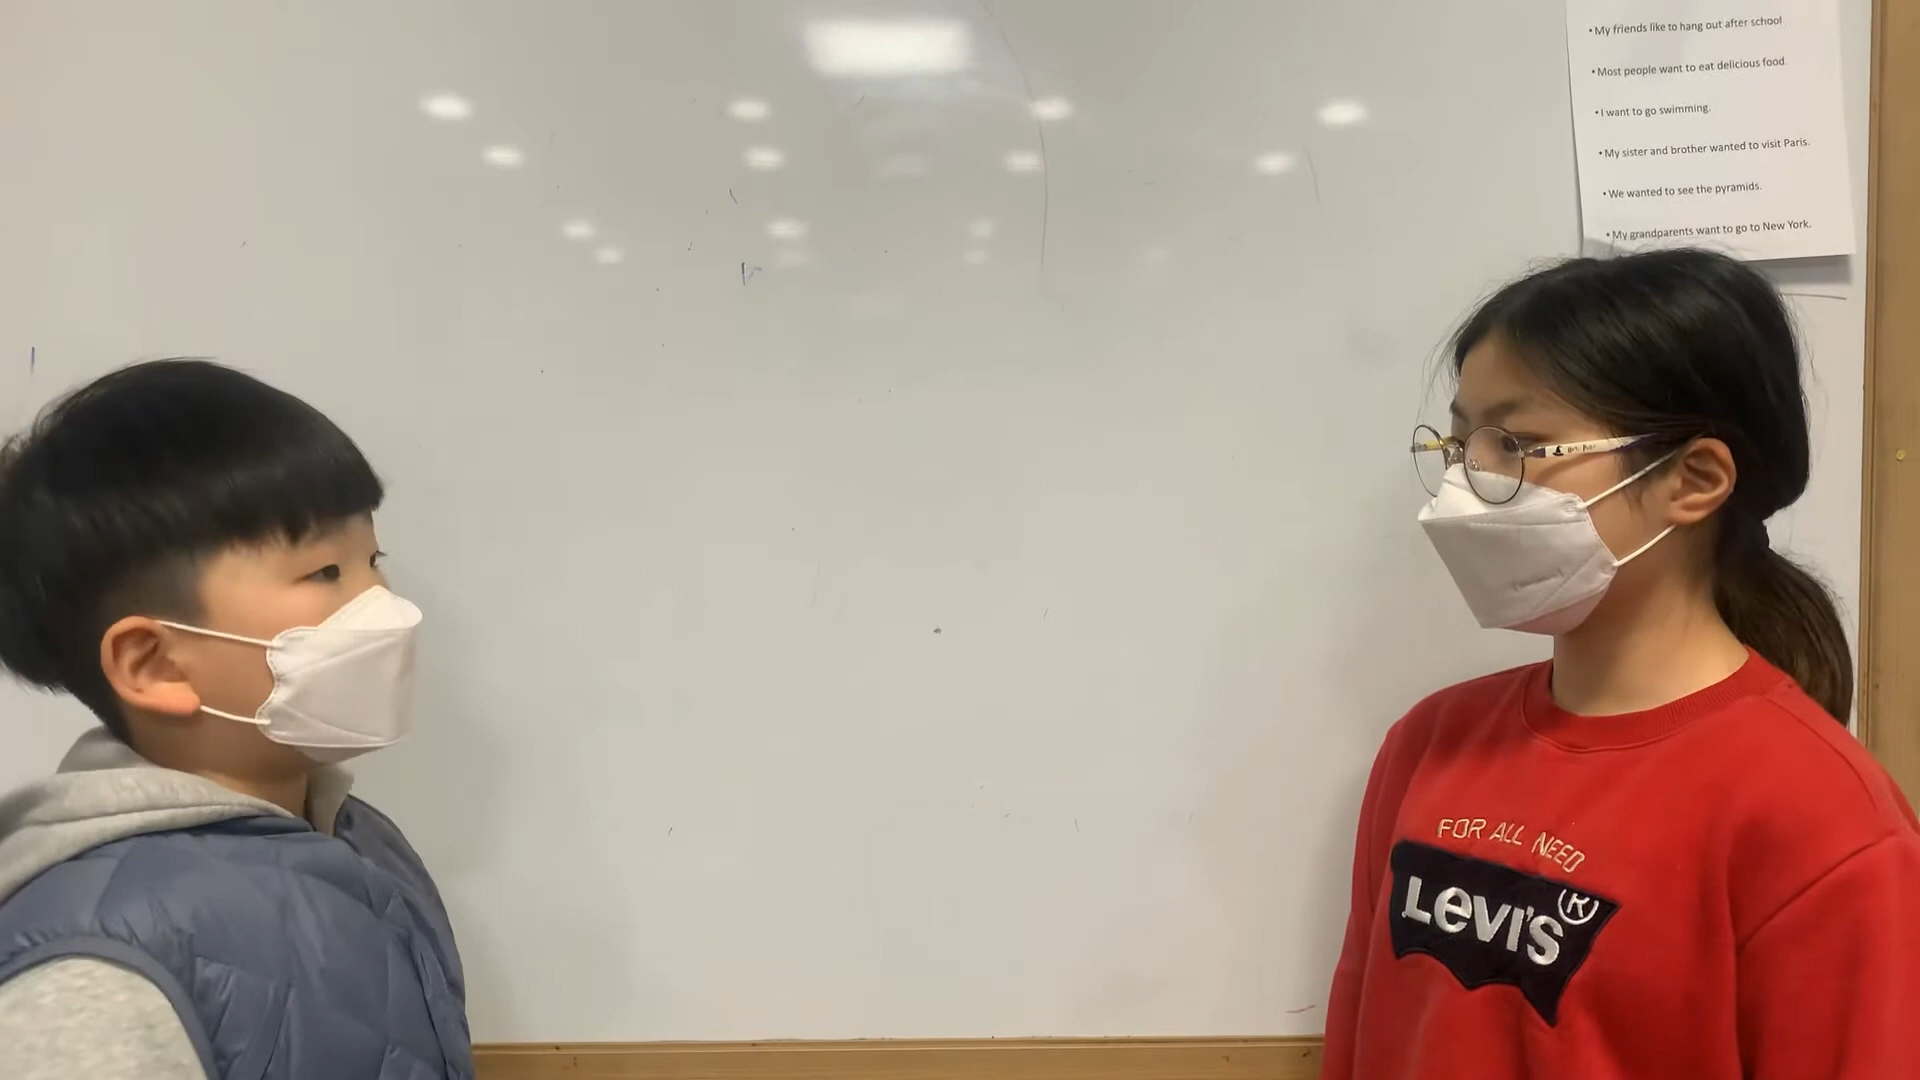 • My friends like to hang out after school
• Most people want to eat delicious food.
• I want to go swimming.
• My sister and brother wanted to visit Paris.
• We wanted to see the pyramids.
• My grandparents want to go to New York.
FOR ALL NEED
Levi's®